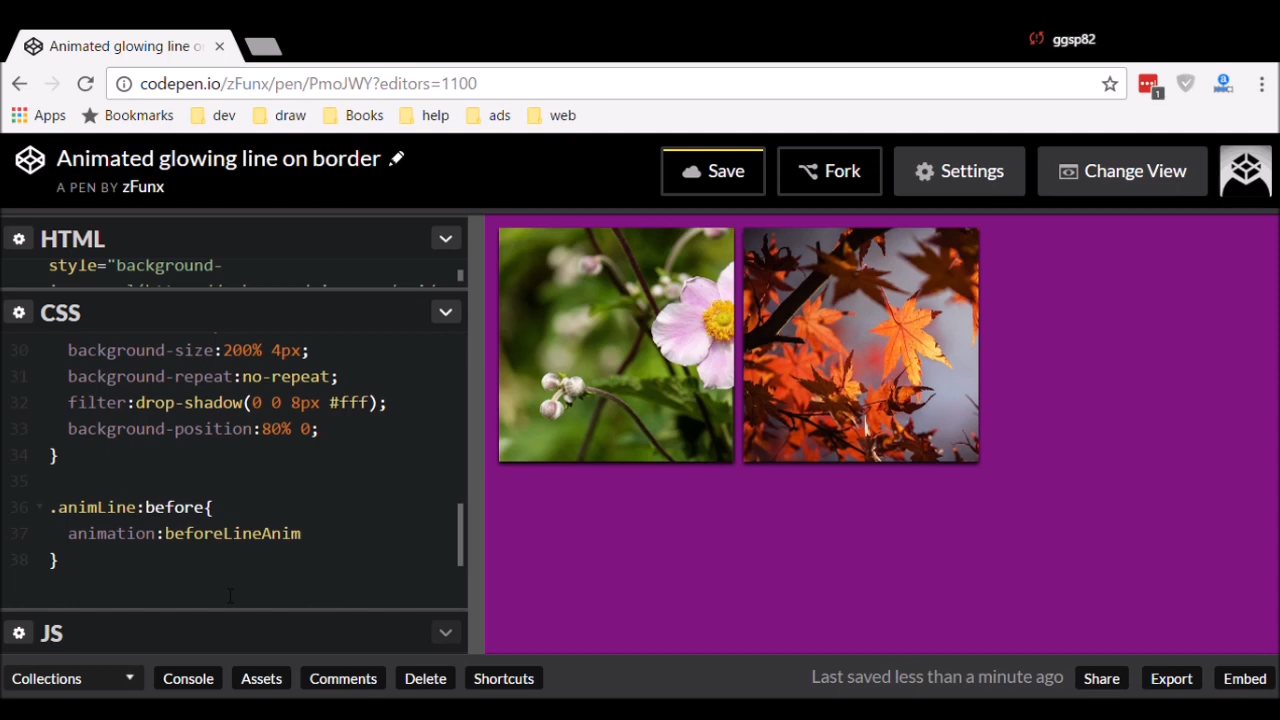 ggsp82
Animated glowing line o
codepen.io/zFunx/pen/PmoJWY?editors=1100
1
Apps Bookmarks dev draw Books help ads web
Animated glowing line on border
A PEN BY zFunx
Save Fork Settings Change View
HTML
style="background-
CSS
30 background-size:200% 4px;
31 background-repeat:no-repeat;
32 filter:drop-shadow(0 0 8px #fff);
33 background-position:80% 0;
34 }
35
36 .animLine:before{
37 animation:beforeLineAnim
38 }
JS
Collections Console Assets Comments Delete Shortcuts Last saved less than a minute ago Share Export Embed